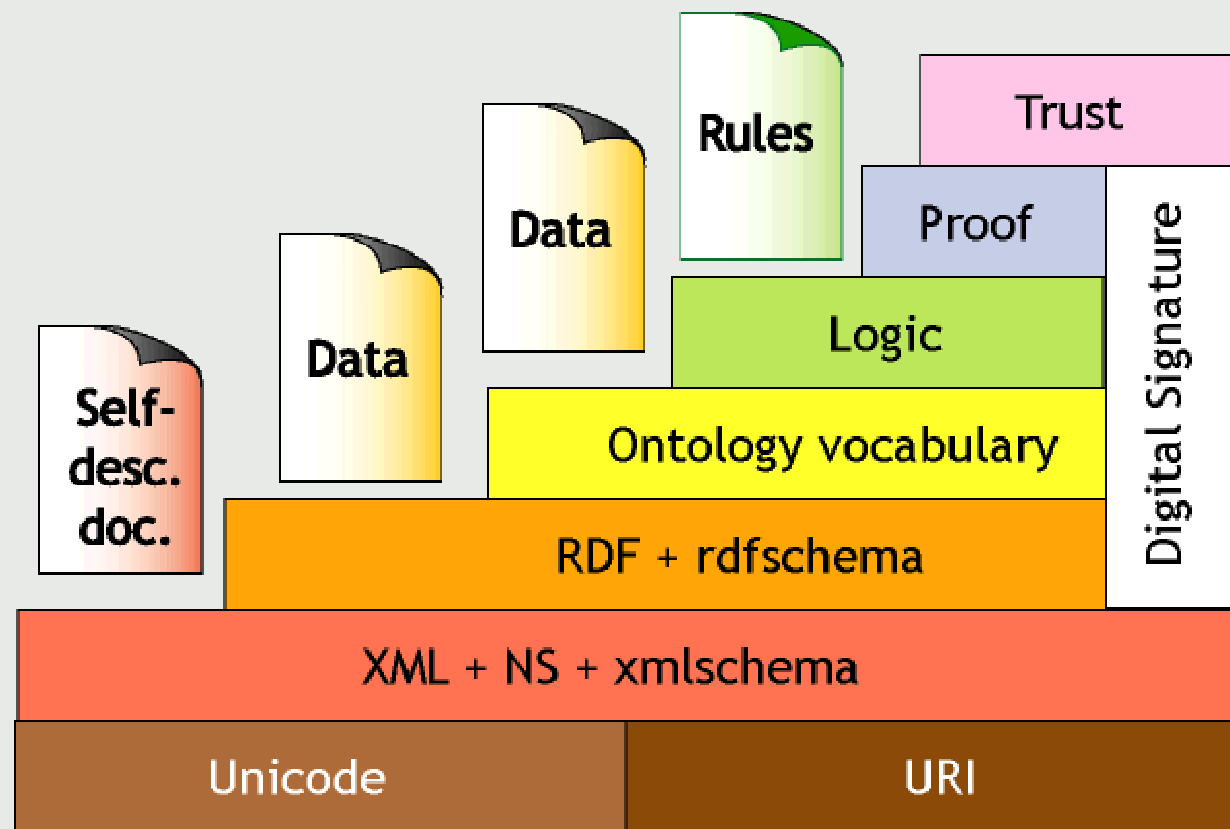 Rules
Trust
Data
Proof
Data
Logic
Digital Signature
Self-
desc.
doc.
Ontology vocabulary
RDF + rdfschema
XML + NS + xmlschema
Unicode
URI